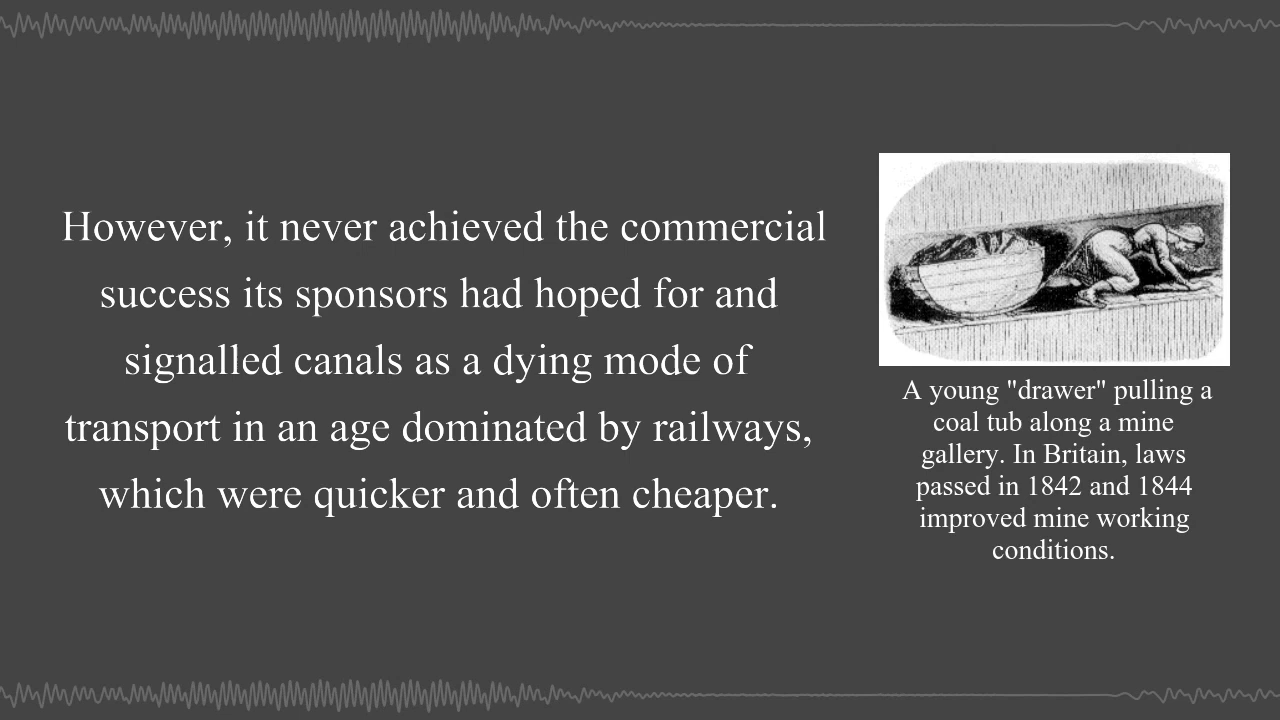 However, it never achieved the commercial
success its sponsors had hoped for and
signalled canals as a dying mode of
transport in an age dominated by railways,
which were quicker and often cheaper.
A young "drawer" pulling a
coal tub along a mine
gallery. In Britain, laws
passed in 1842 and 1844
improved mine working
conditions.